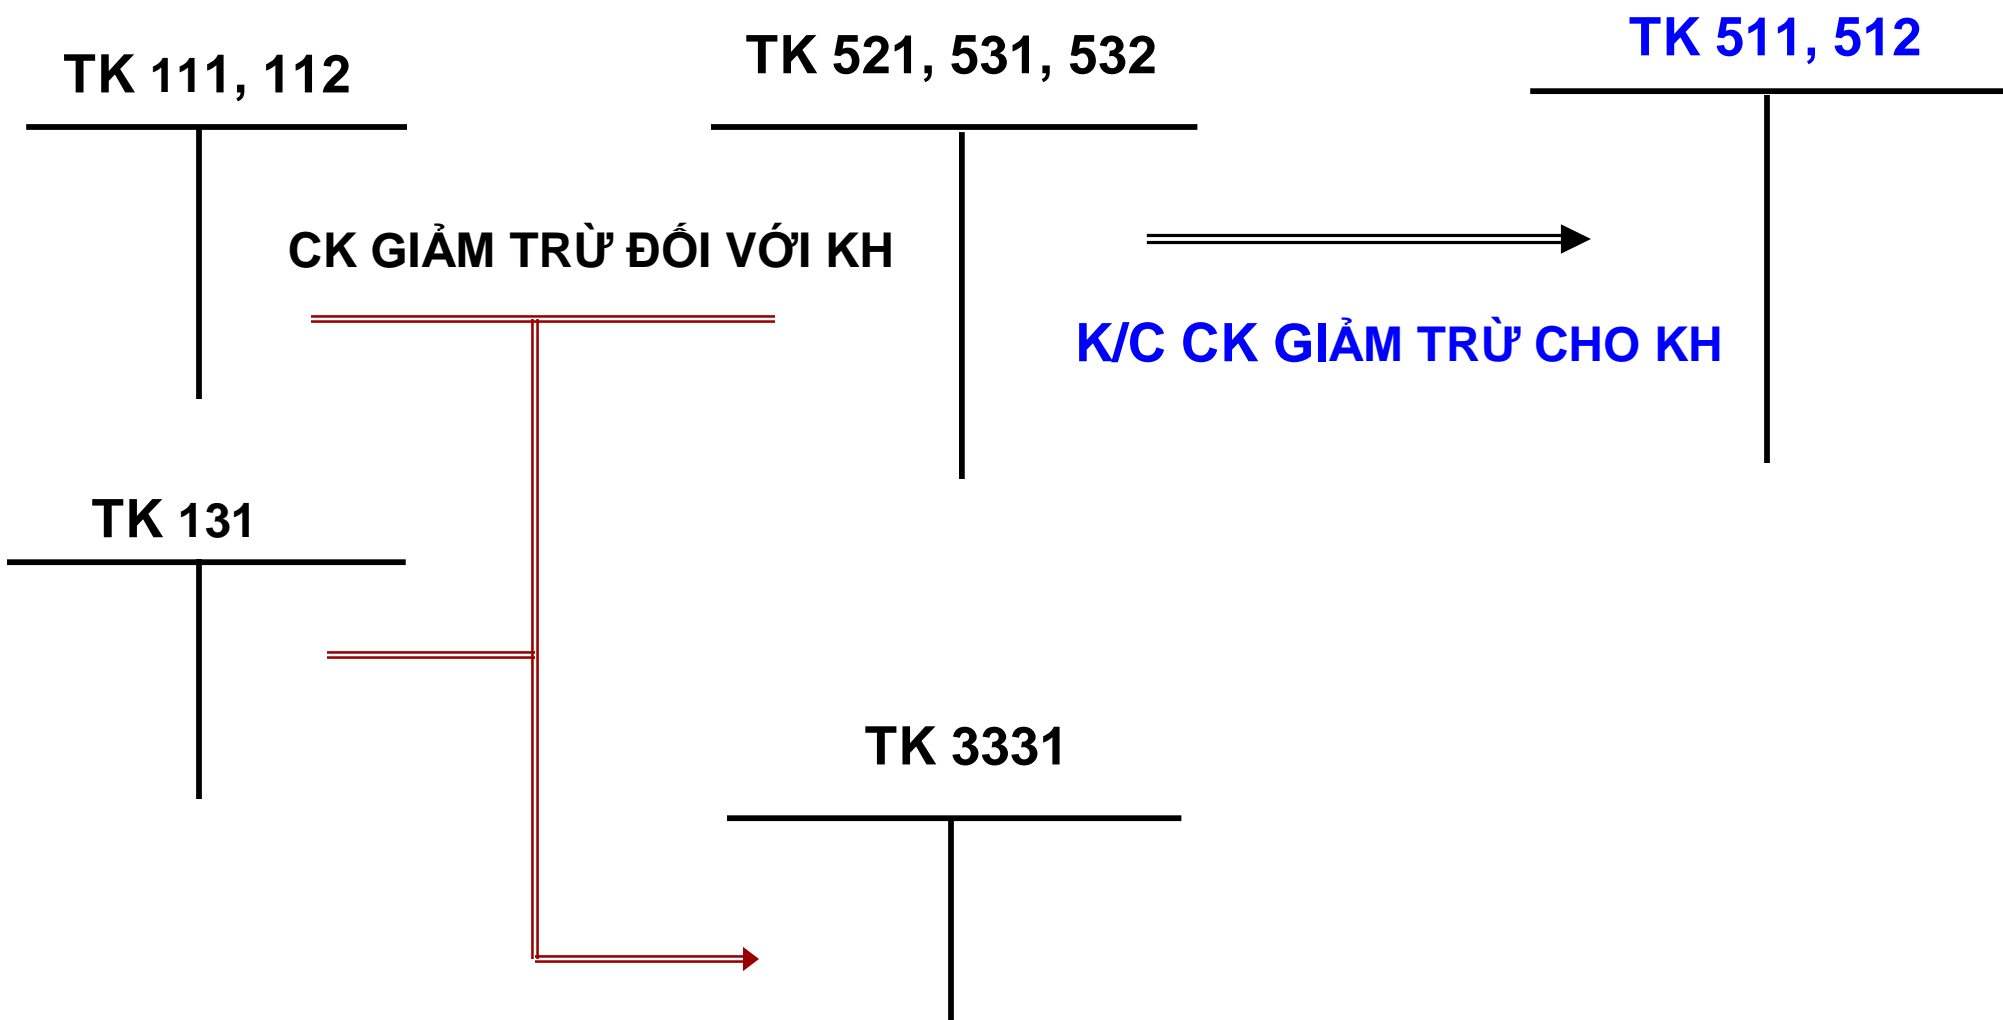 TK 111, 112
TK 521, 531, 532
TK 511, 512
CK GIẢM TRỪ ĐỐI VỚI KH
K/C CK GIẢM TRỪ CHO KH
TK 131
TK 3331